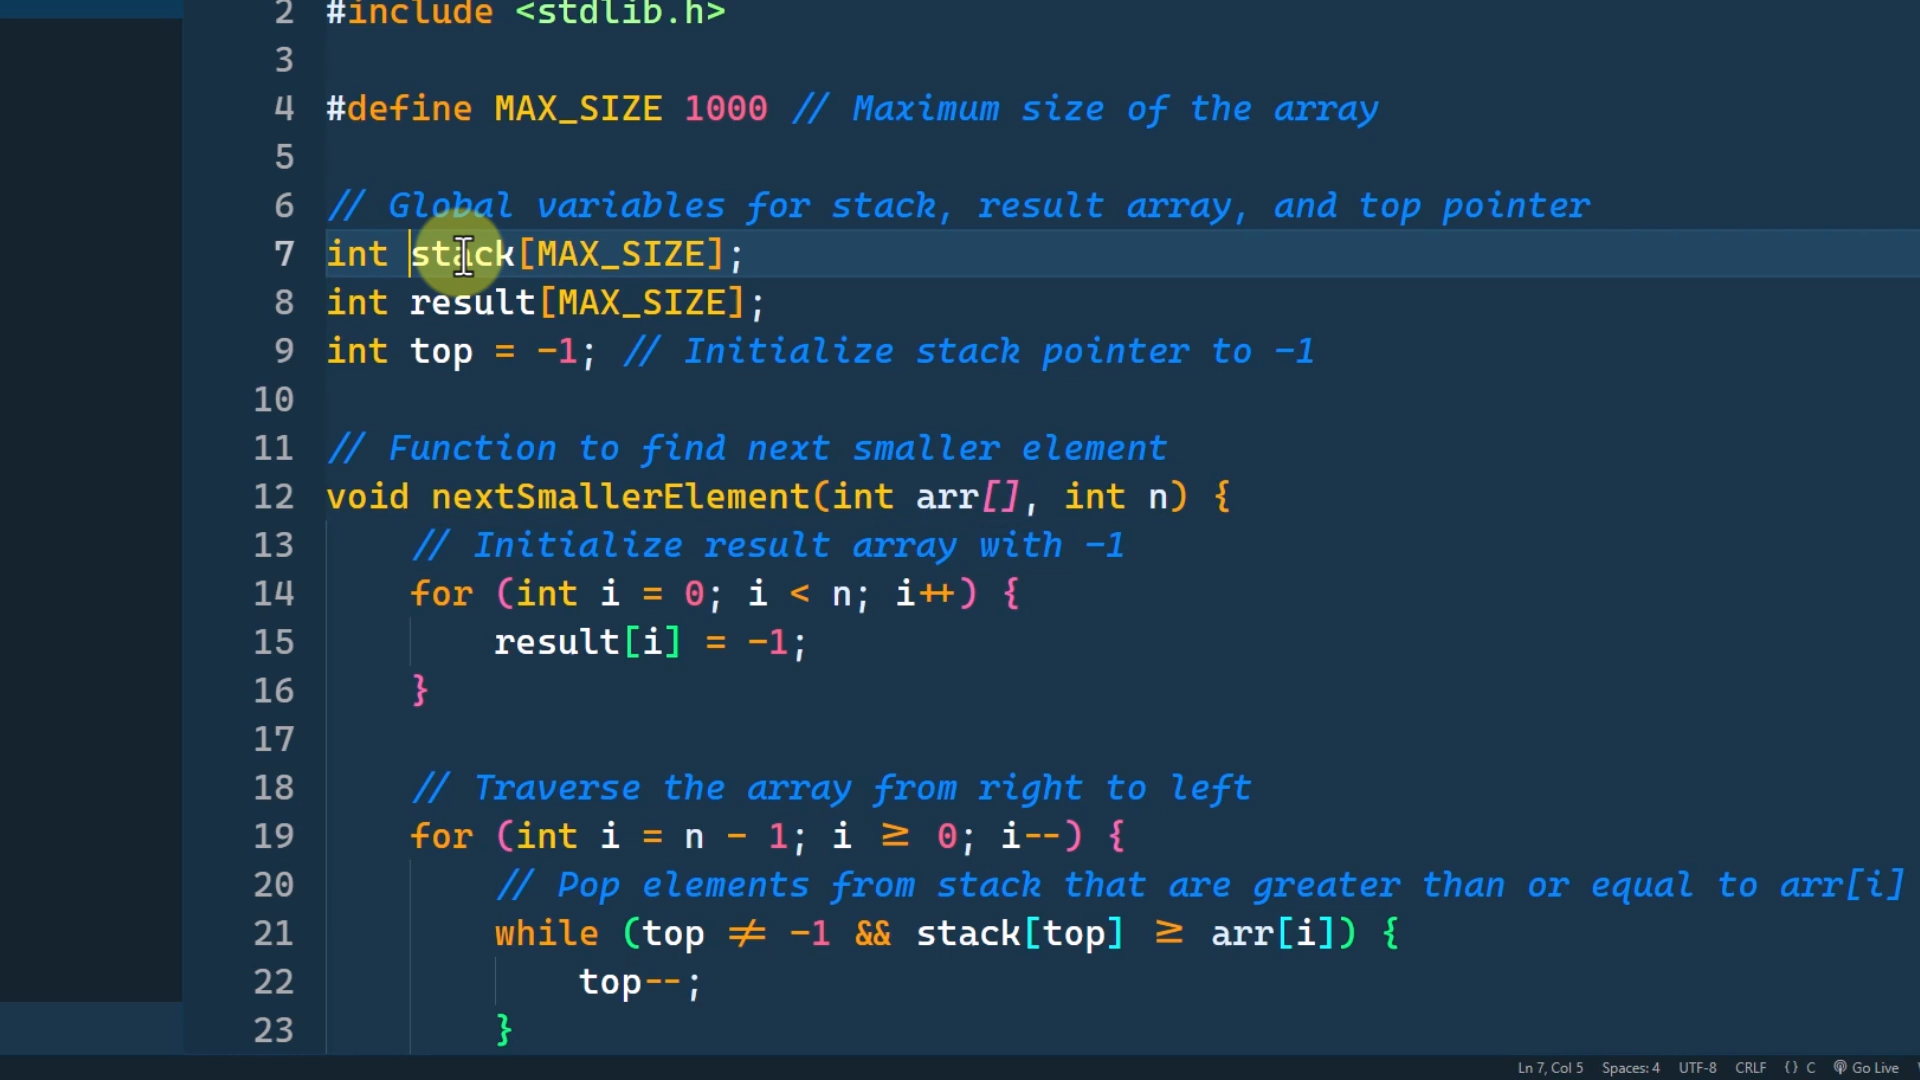 2 #include <stdlib.h>
3
4 #define MAX_SIZE 1000 // Maximum size of the array
5
6 // Global variables for stack, result array, and top pointer
7 int stack[MAX_SIZE];
8 int result[MAX_SIZE];
9 int top = -1; // Initialize stack pointer to -1
10
11 // Function to find next smaller element
12 void nextSmallerElement(int arr[], int n) {
13 // Initialize result array with -1
14 for (int i = 0; i < n; i++) {
15 result[i] = -1;
16 }
17
18 // Traverse the array from right to left
19 for (int i = n - 1; i ≥ 0; i--) {
20 // Pop elements from stack that are greater than or equal to arr[i]
21 while (top ≠ -1 && stack[top] ≥ arr[i]) {
22 top--;
23 }
Ln 7, Col 5 Spaces: 4 UTF-8 CRLF {} C Go Live